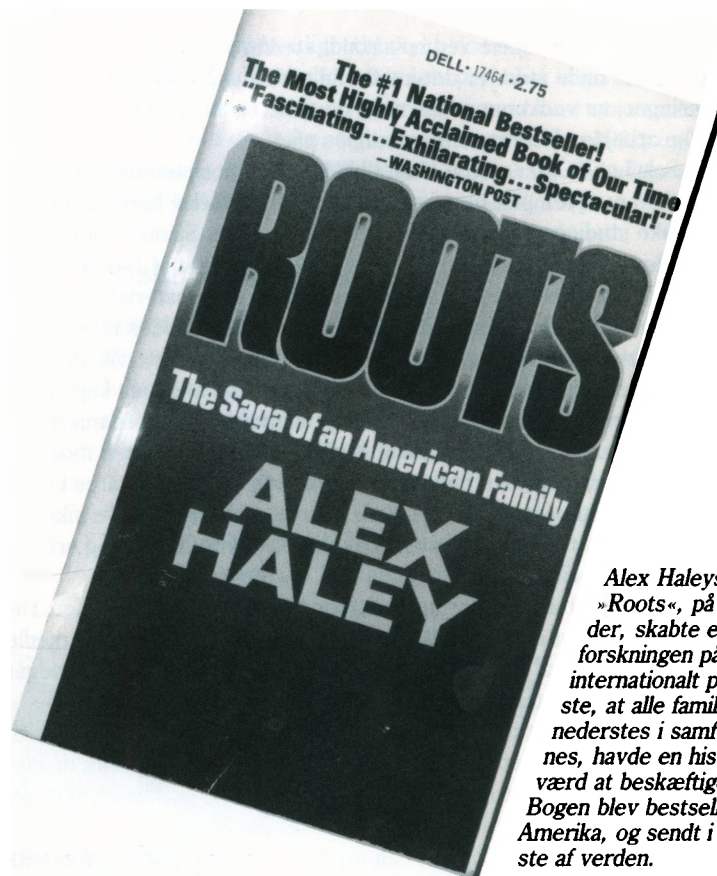 DELL • 17464 • 2.75
The #1 National Bestseller!
The Most Highly Acclaimed Book of Our Time
"Fascinating...Exhilarating...Spectacular!"
—WASHINGTON POST
ROOTS
The Saga of an American Family
ALEX
HALEY
Alex Haleys
»Roots«, på
der, skabte e
forskningen på
internationalt p
ste, at alle famil
nederstes i samf
nes, havde en his
værd at beskæftig
Bogen blev bestsell
Amerika, og sendt i
ste af verden.